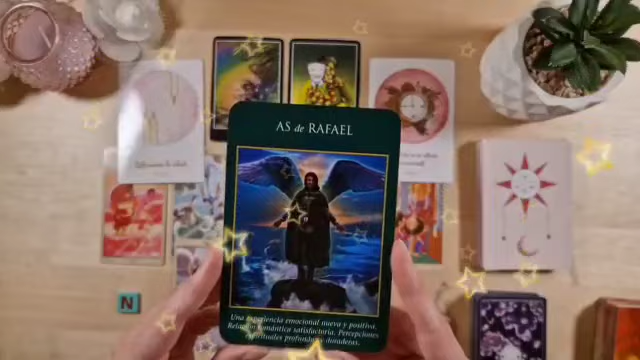 AS de RAFAEL
Una experiencia emocional nueva y positiva.
Relación romántica satisfactoria. Percepciones
espirituales profundas y duraderas.
N